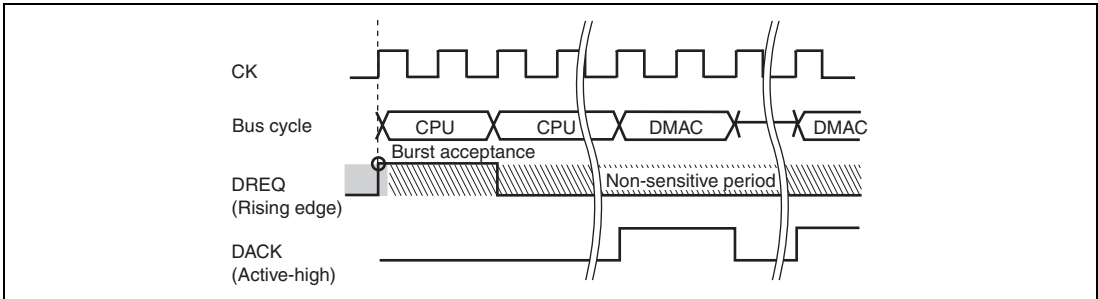 CK
Bus cycle
CPU CPU DMAC DMAC
Burst acceptance
DREQ
(Rising edge)
Non-sensitive period
DACK
(Active-high)